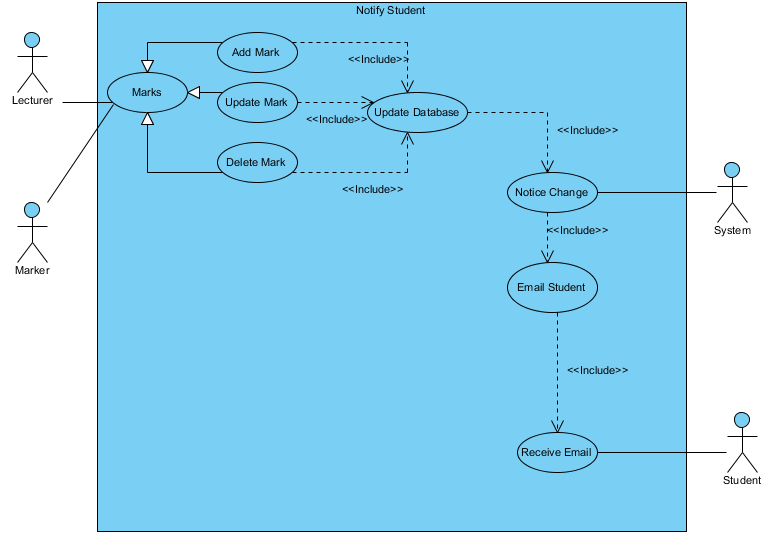 Notify Student
Add Mark
<<Include>>
Lecturer
Marks
Update Mark
<<Include>>
Update Database
<<Include>>
Delete Mark
<<Include>>
Notice Change
System
<<Include>>
Marker
Email Student
<<Include>>
Receive Email
Student